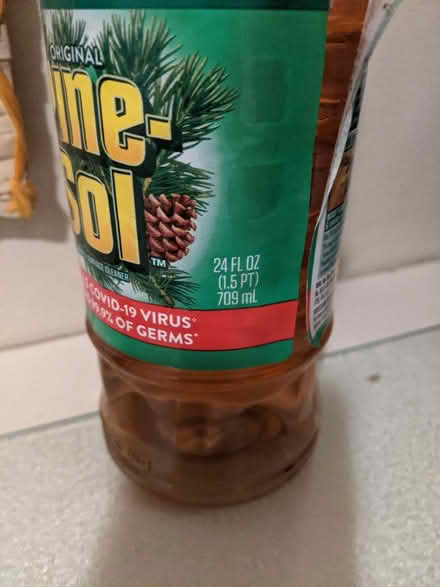 ORIGINAL
ine-
Sol
TM
CLEANER
24 FL OZ
(1.5 PT)
709 mL
COVID-19 VIRUS*
99.9% OF GERMS*